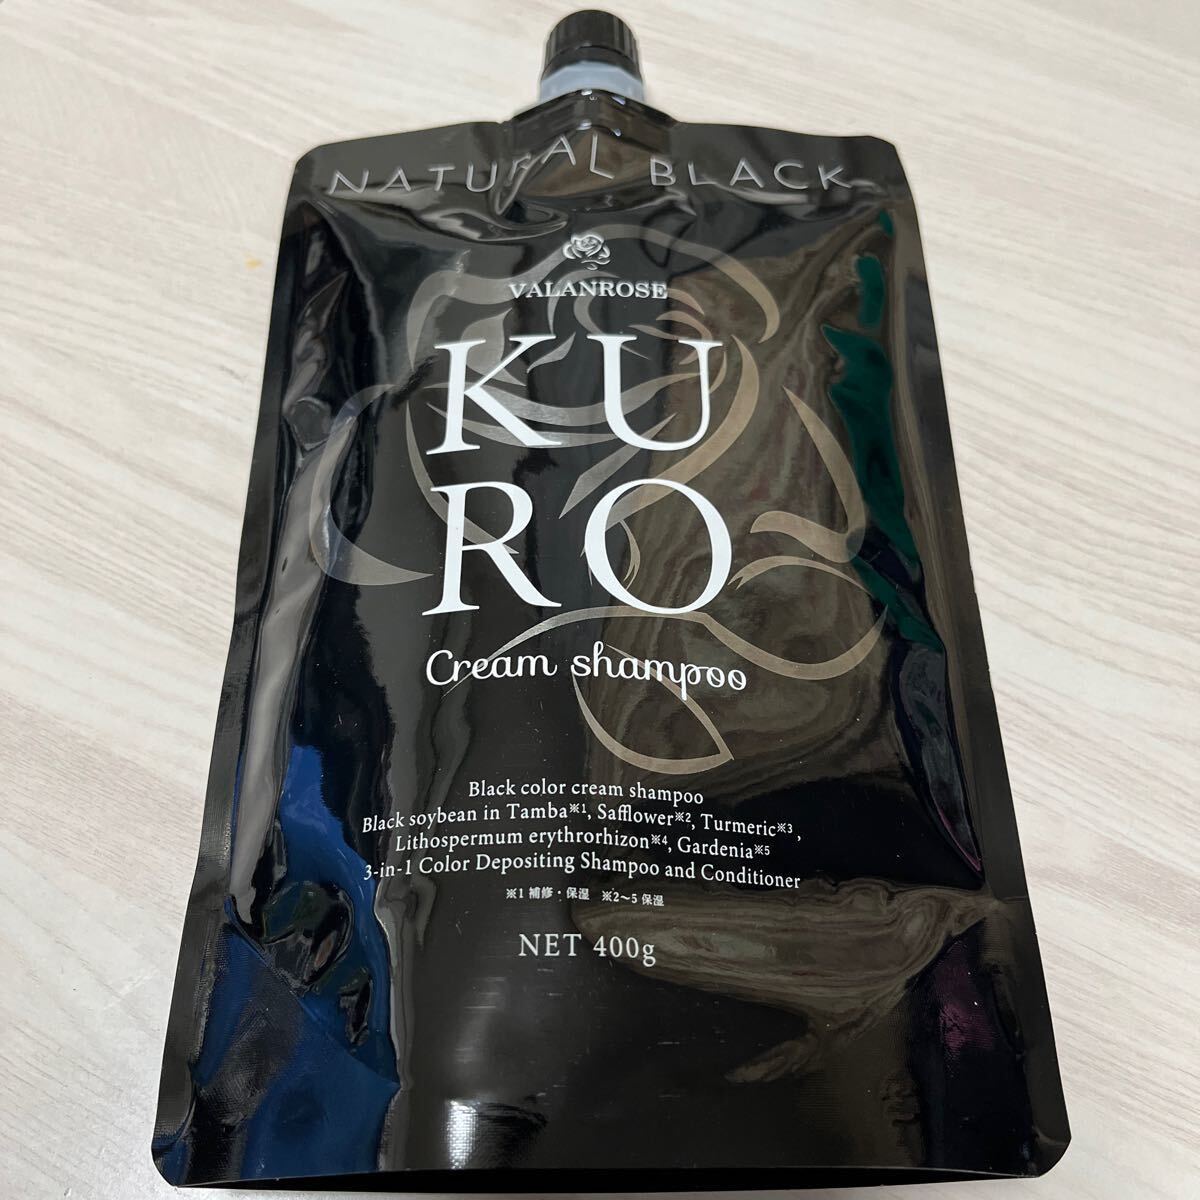 NATURAL BLACK
VALANROSE
KU
RO
Cream shampoo
Black color cream shampoo
Black soybean in Tamba※1, Safflower※2, Turmeric※3,
Lithospermum erythrorhizon※4, Gardenia※5
3-in-1 Color Depositing Shampoo and Conditioner
※1 補修・保湿 ※2～5 保湿
NET 400g